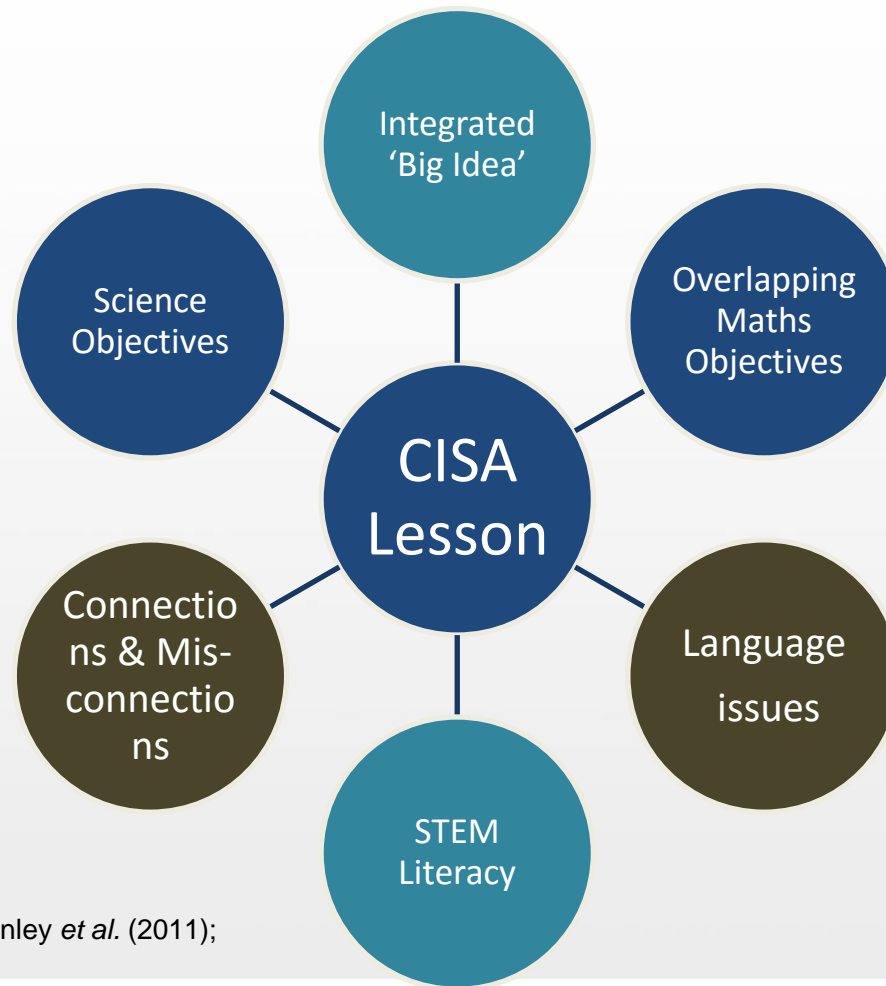 Integrated
‘Big Idea’
Overlapping
Maths
Objectives
Language
issues
STEM
Literacy
Connectio
ns & Mis-
connectio
ns
Science
Objectives
CISA
Lesson
nley et al. (2011);